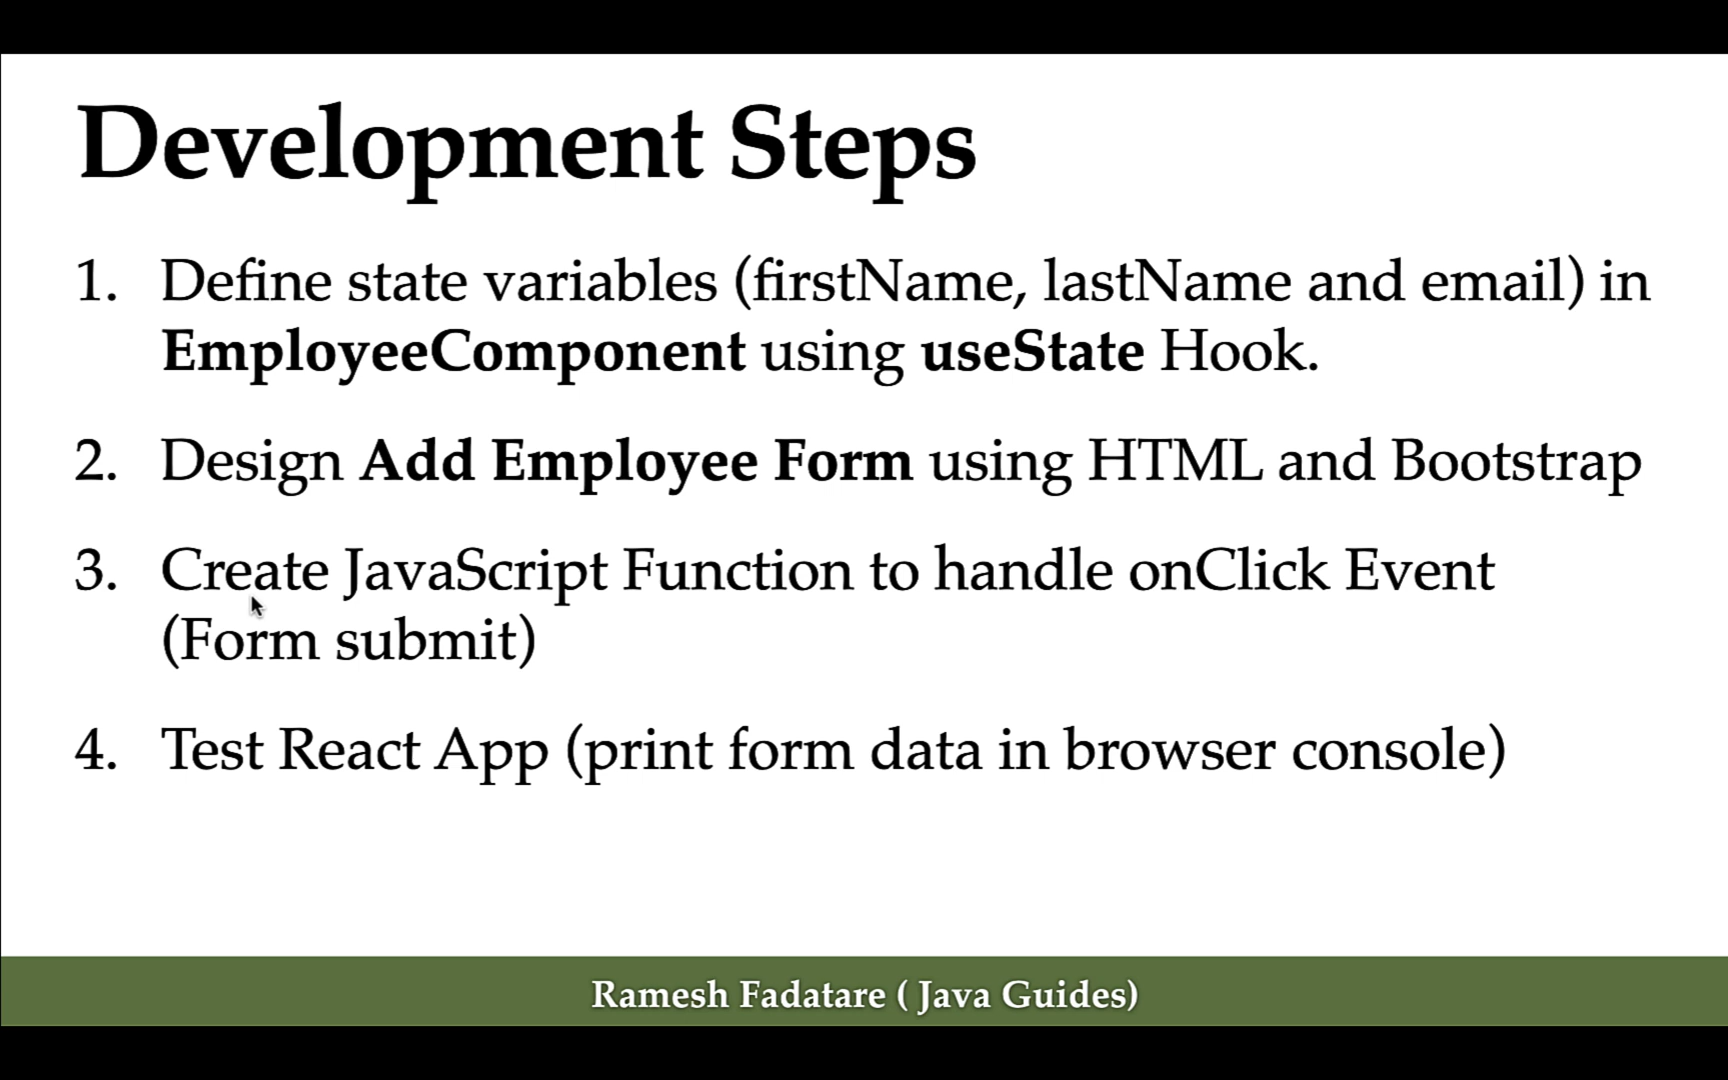 Development Steps
1. Define state variables (firstName, lastName and email) in
EmployeeComponent using useState Hook.
2. Design Add Employee Form using HTML and Bootstrap
3. Create JavaScript Function to handle onClick Event
(Form submit)
4. Test React App (print form data in browser console)
Ramesh Fadatare ( Java Guides)